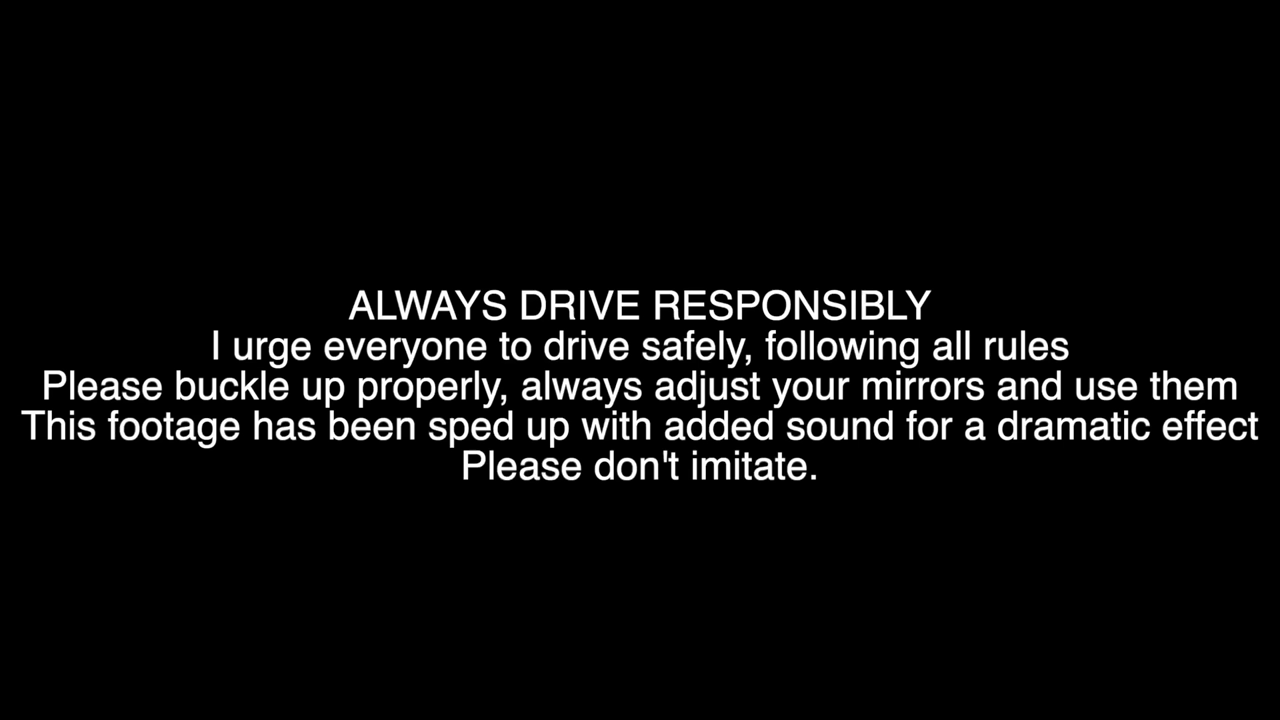 ALWAYS DRIVE RESPONSIBLY
I urge everyone to drive safely, following all rules
Please buckle up properly, always adjust your mirrors and use them
This footage has been sped up with added sound for a dramatic effect
Please don't imitate.